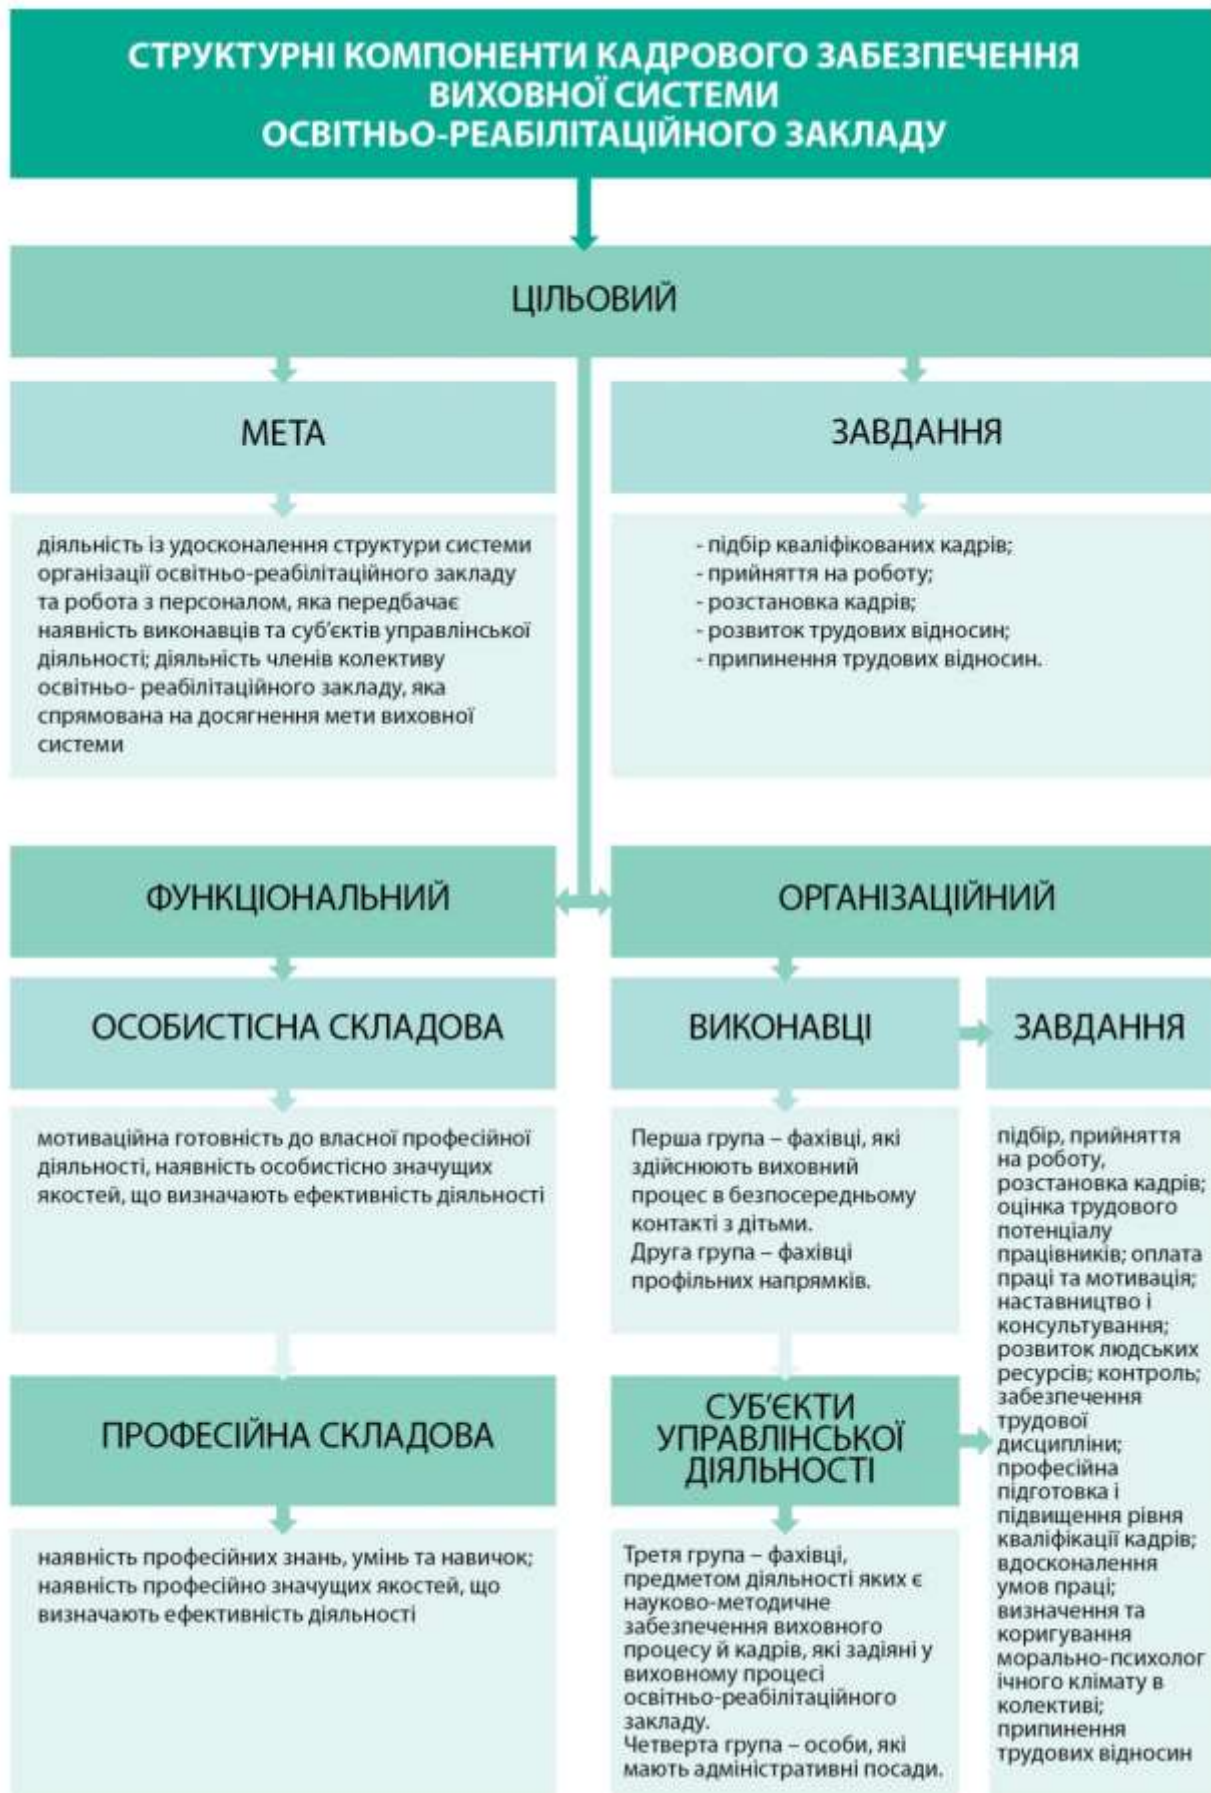 СТРУКТУРНІ КОМПОНЕНТИ КАДРОВОГО ЗАБЕЗПЕЧЕННЯ
ВИХОВНОЇ СИСТЕМИ
ОСВІТНЬО-РЕАБІЛІТАЦІЙНОГО ЗАКЛАДУ
ЦІЛЬОВИЙ
МЕТА
діяльність із удосконалення структури системи
організації освітньо-реабілітаційного закладу
та робота з персоналом, яка передбачає
наявність виконавців та суб’єктів управлінської
діяльності; діяльність членів колективу
освітньо- реабілітаційного закладу, яка
спрямована на досягнення мети виховної
системи
ЗАВДАННЯ
- підбір кваліфікованих кадрів;
- прийняття на роботу;
- розстановка кадрів;
- розвиток трудових відносин;
- припинення трудових відносин.
ФУНКЦІОНАЛЬНИЙ
ОСОБИСТІСНА СКЛАДОВА
мотиваційна готовність до власної професійної
діяльності, наявність особистісно значущих
якостей, що визначають ефективність діяльності
ПРОФЕСІЙНА СКЛАДОВА
наявність професійних знань, умінь та навичок;
наявність професійно значущих якостей, що
визначають ефективність діяльності
ОРГАНІЗАЦІЙНИЙ
ВИКОНАВЦІ
Перша група – фахівці, які
здійснюють виховний
процес в безпосередньому
контакті з дітьми.
Друга група – фахівці
профільних напрямків.
СУБ’ЄКТИ
УПРАВЛІНСЬКОЇ
ДІЯЛЬНОСТІ
Третя група – фахівці,
предметом діяльності яких є
науково-методичне
забезпечення виховного
процесу й кадрів, які задіяні у
виховному процесі
освітньо-реабілітаційного
закладу.
Четверта група – особи, які
мають адміністративні посади.
ЗАВДАННЯ
підбір, прийняття
на роботу,
розстановка кадрів;
оцінка трудового
потенціалу
працівників; оплата
праці та мотивація;
наставництво і
консультування;
розвиток людських
ресурсів; контроль;
забезпечення
трудової
дисципліни;
професійна
підготовка і
підвищення рівня
кваліфікації кадрів;
вдосконалення
умов праці;
визначення та
коригування
морально-психолог
ічного клімату в
колективі;
припинення
трудових відносин